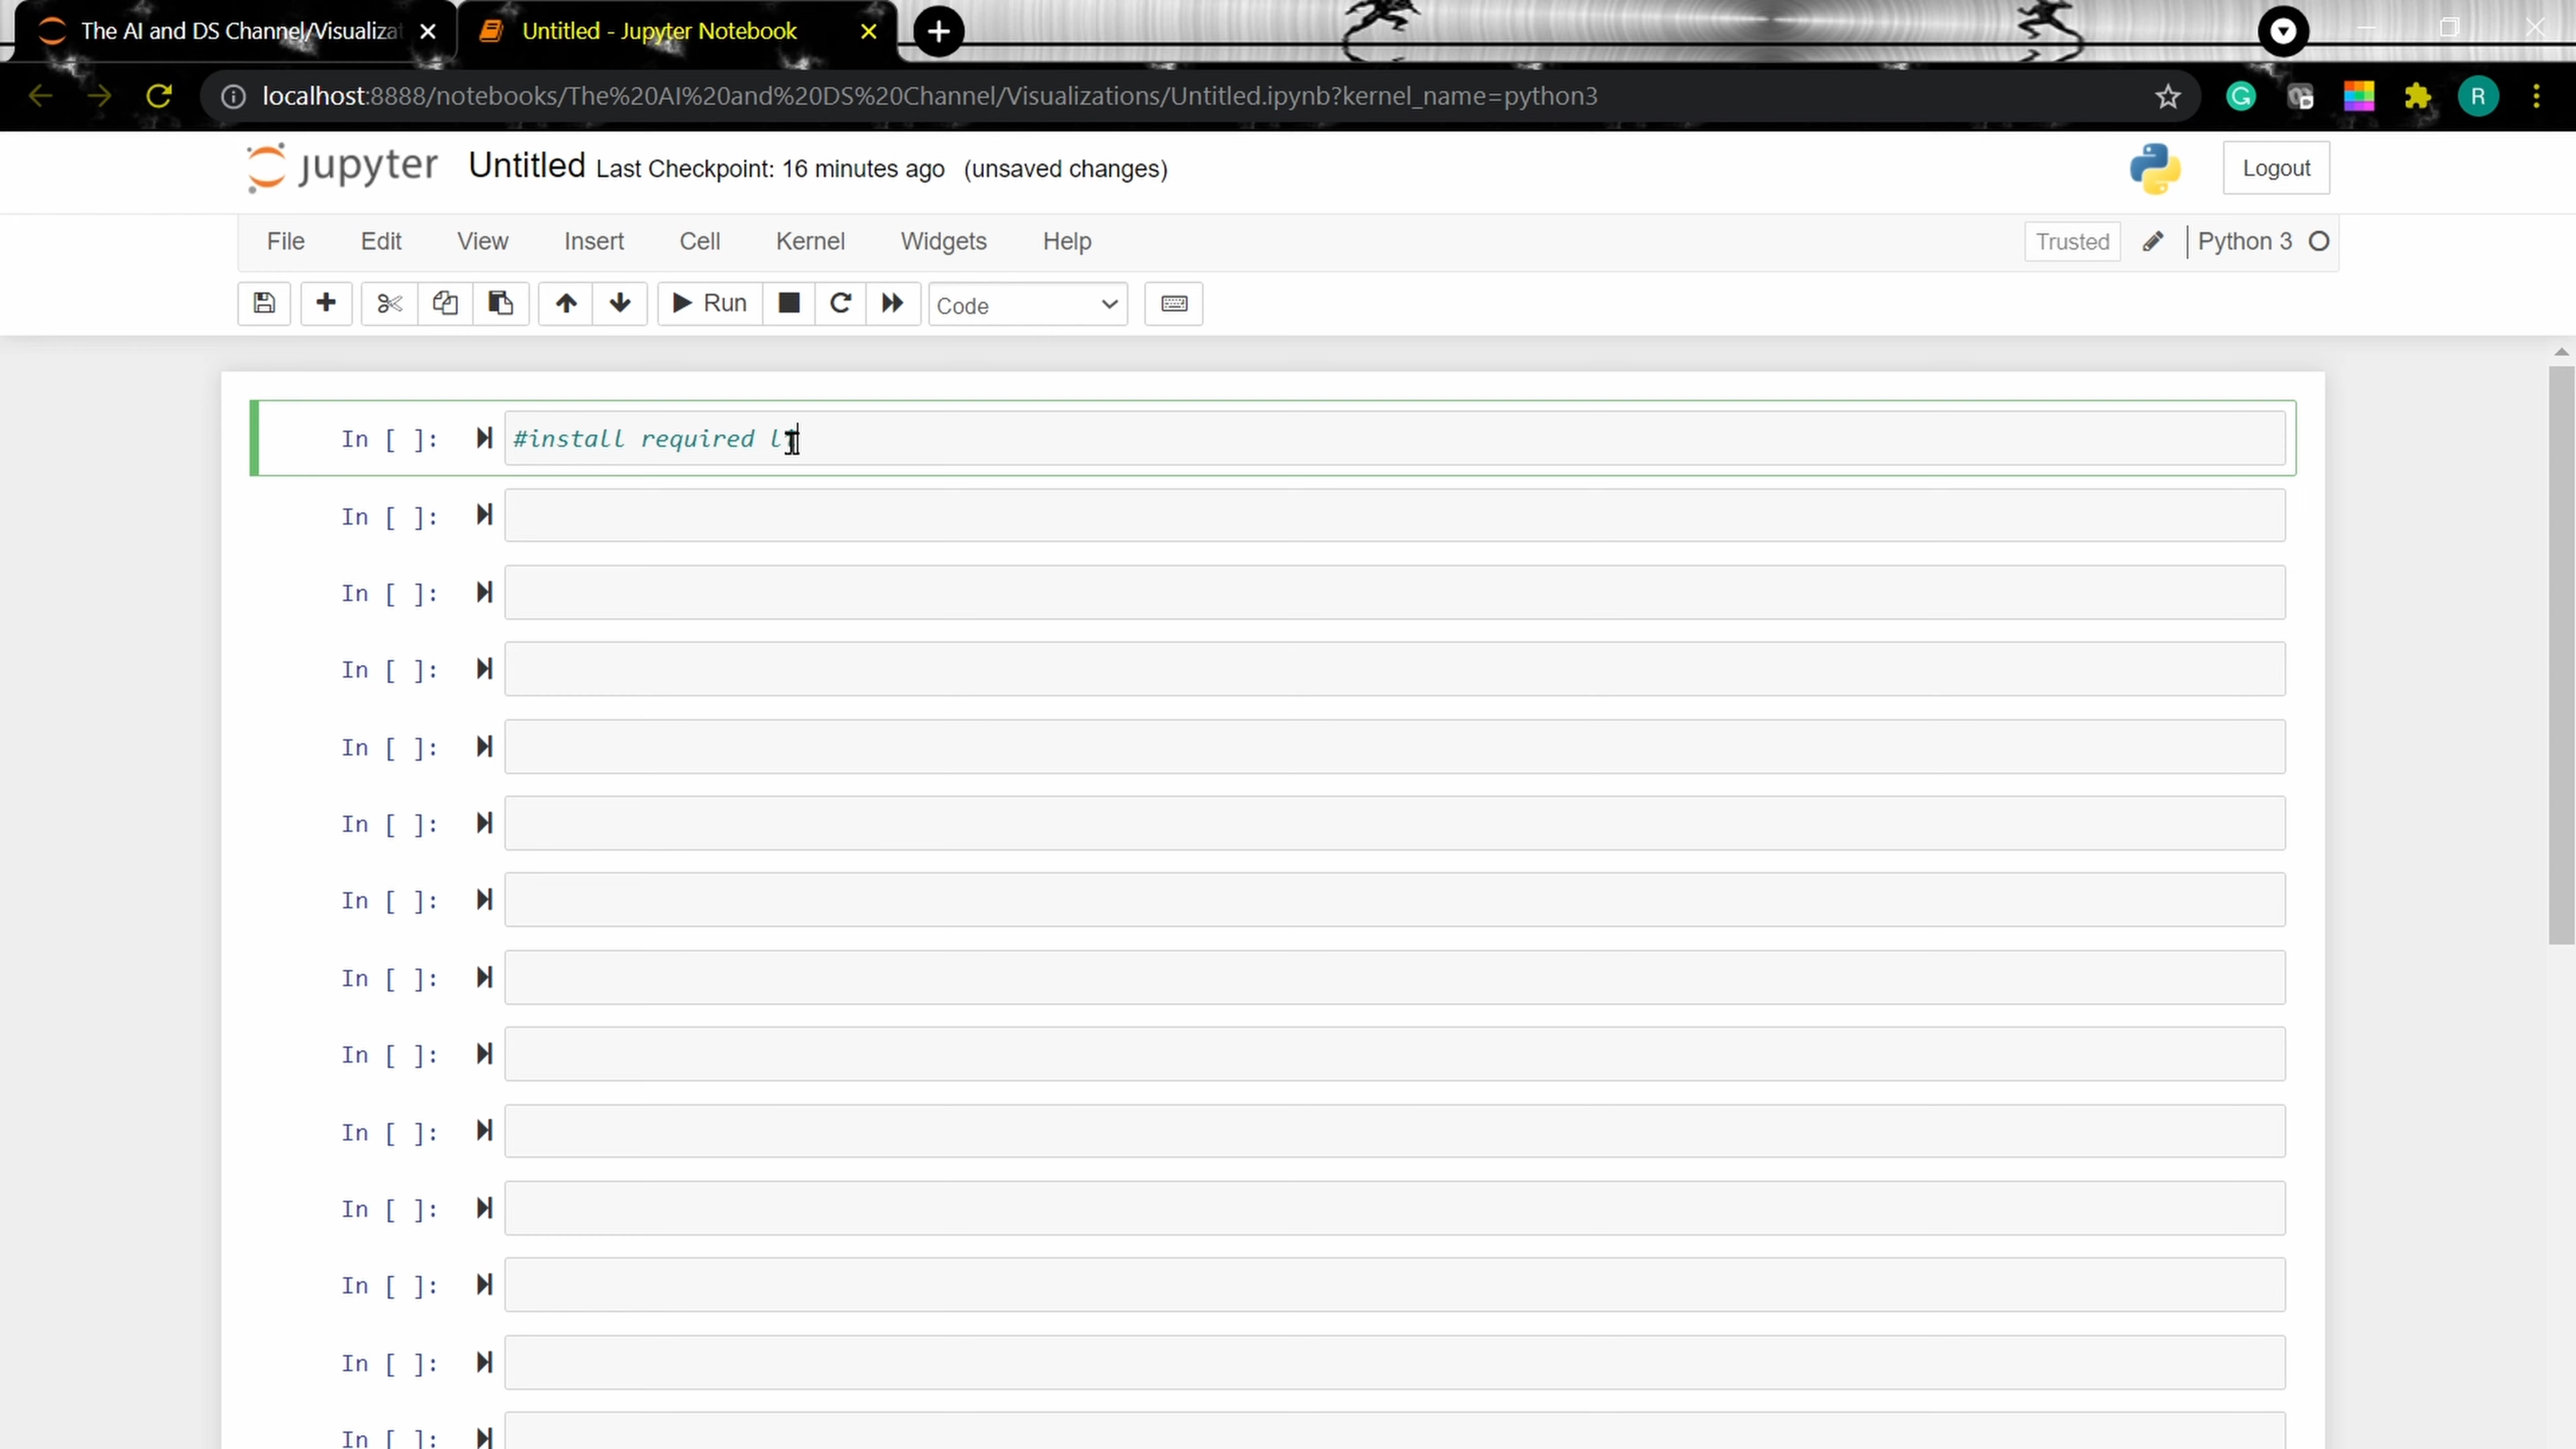 The AI and DS Channel/Visualizat
Untitled - Jupyter Notebook
localhost:8888/notebooks/The%20AI%20and%20DS%20Channel/Visualizations/Untitled.ipynb?kernel_name=python3
R
jupyter Untitled Last Checkpoint: 16 minutes ago (unsaved changes)
Logout
File Edit View Insert Cell Kernel Widgets Help
Trusted Python 3
Run Code
In [ ]: #install required
In [ ]:
In [ ]:
In [ ]:
In [ ]:
In [ ]:
In [ ]:
In [ ]:
In [ ]:
In [ ]:
In [ ]:
In [ ]:
In [ ]:
In [ ]: